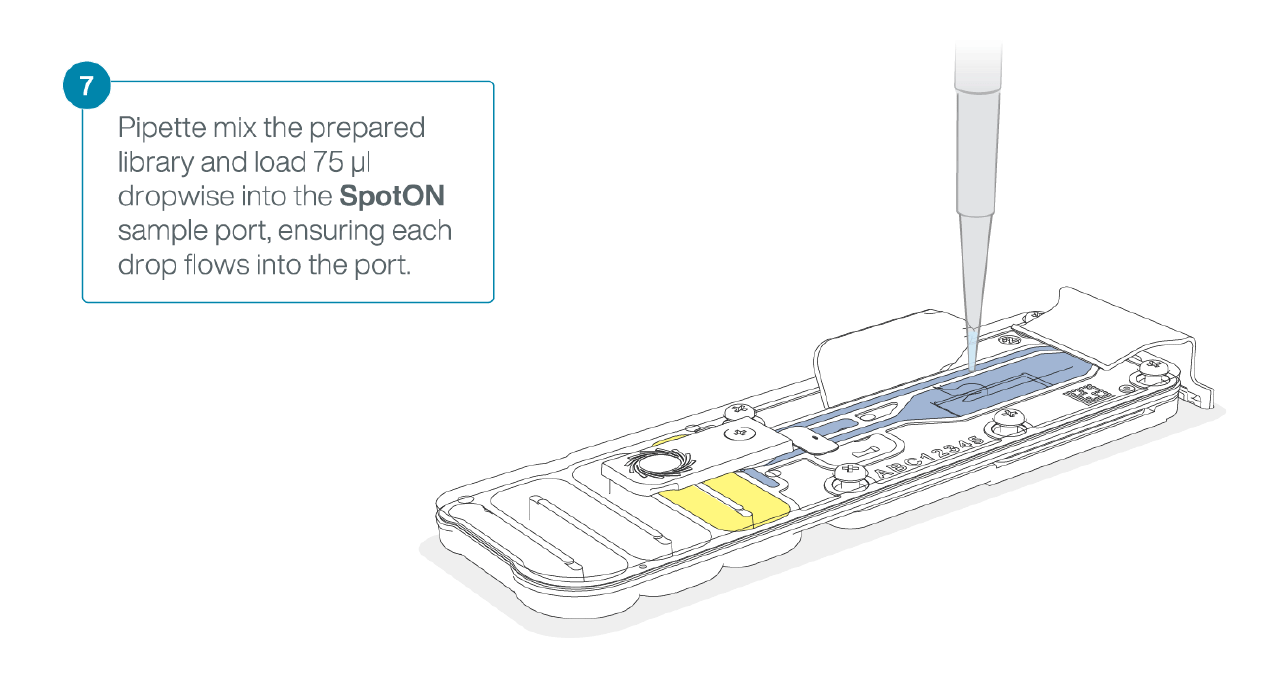 7
Pipette mix the prepared
library and load 75 µl
dropwise into the SpotON
sample port, ensuring each
drop flows into the port.
ABC12345